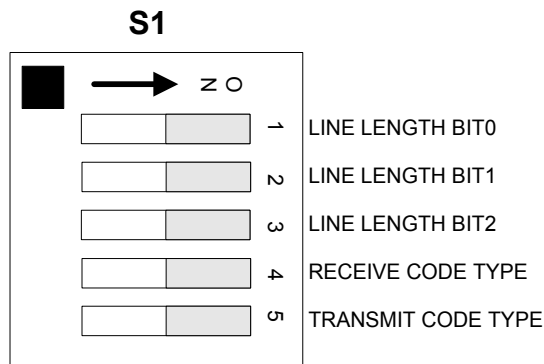 S1
ON
1 LINE LENGTH BIT0
2 LINE LENGTH BIT1
3 LINE LENGTH BIT2
4 RECEIVE CODE TYPE
5 TRANSMIT CODE TYPE